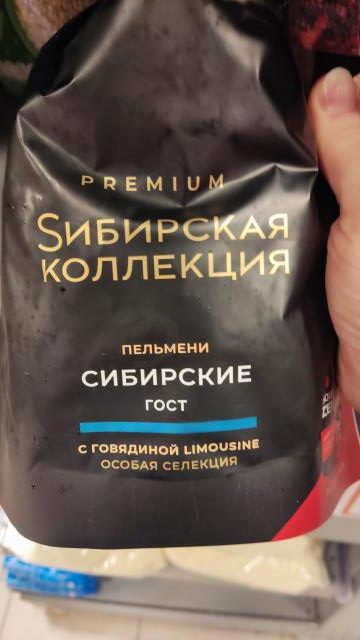 PREMIUM
SИБИРСКАЯ
КОЛЛЕКЦИЯ
ПЕЛЬМЕНИ
СИБИРСКИЕ
ГОСТ
С ГОВЯДИНОЙ LIMOUSINE
ОСОБАЯ СЕЛЕКЦИЯ